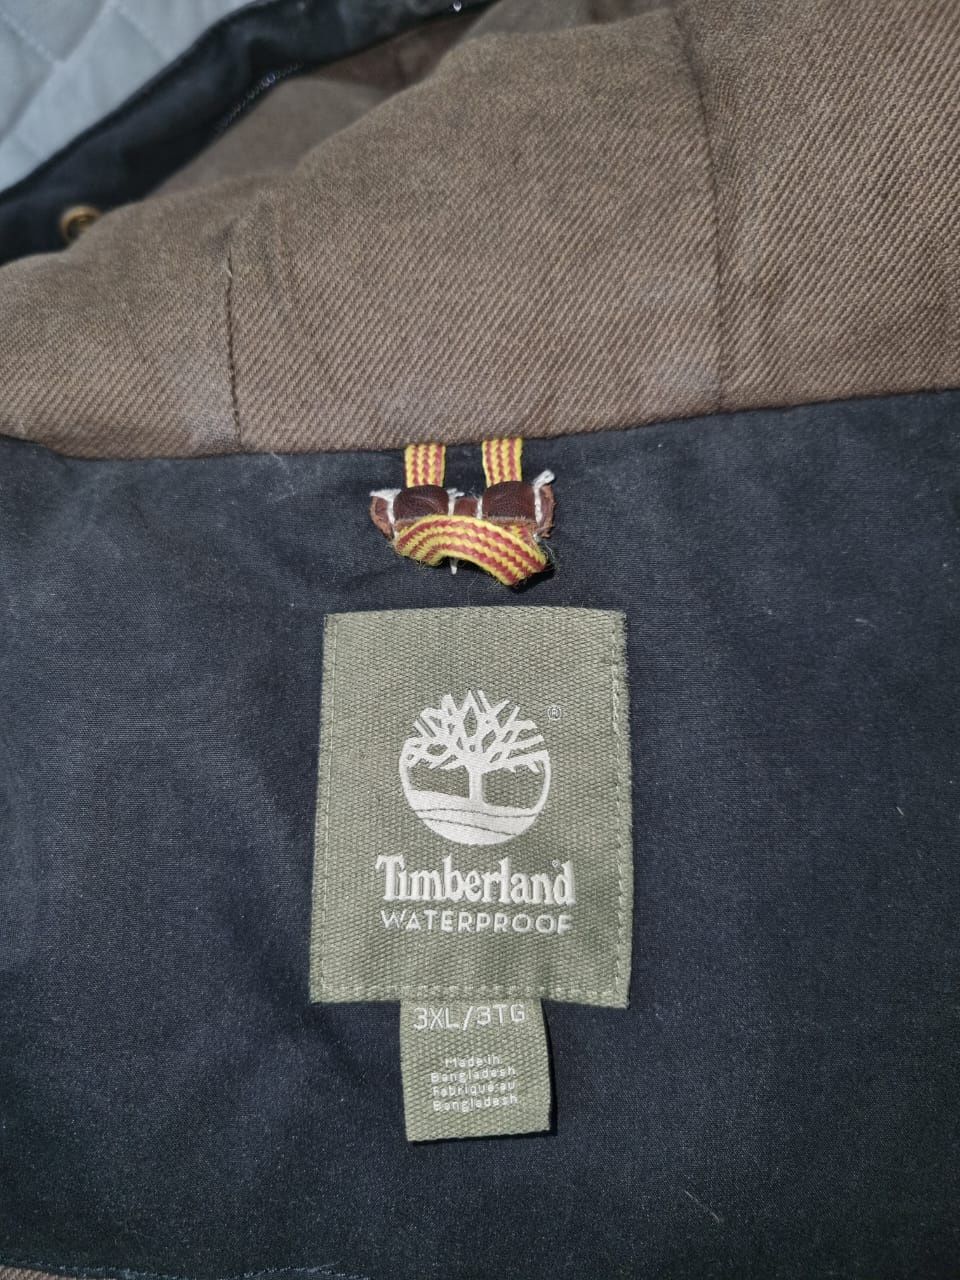 ®
Timberland®
WATERPROOF
3XL/3TG
Made in
Bangladesh
Fabriqué au
Bangladesh